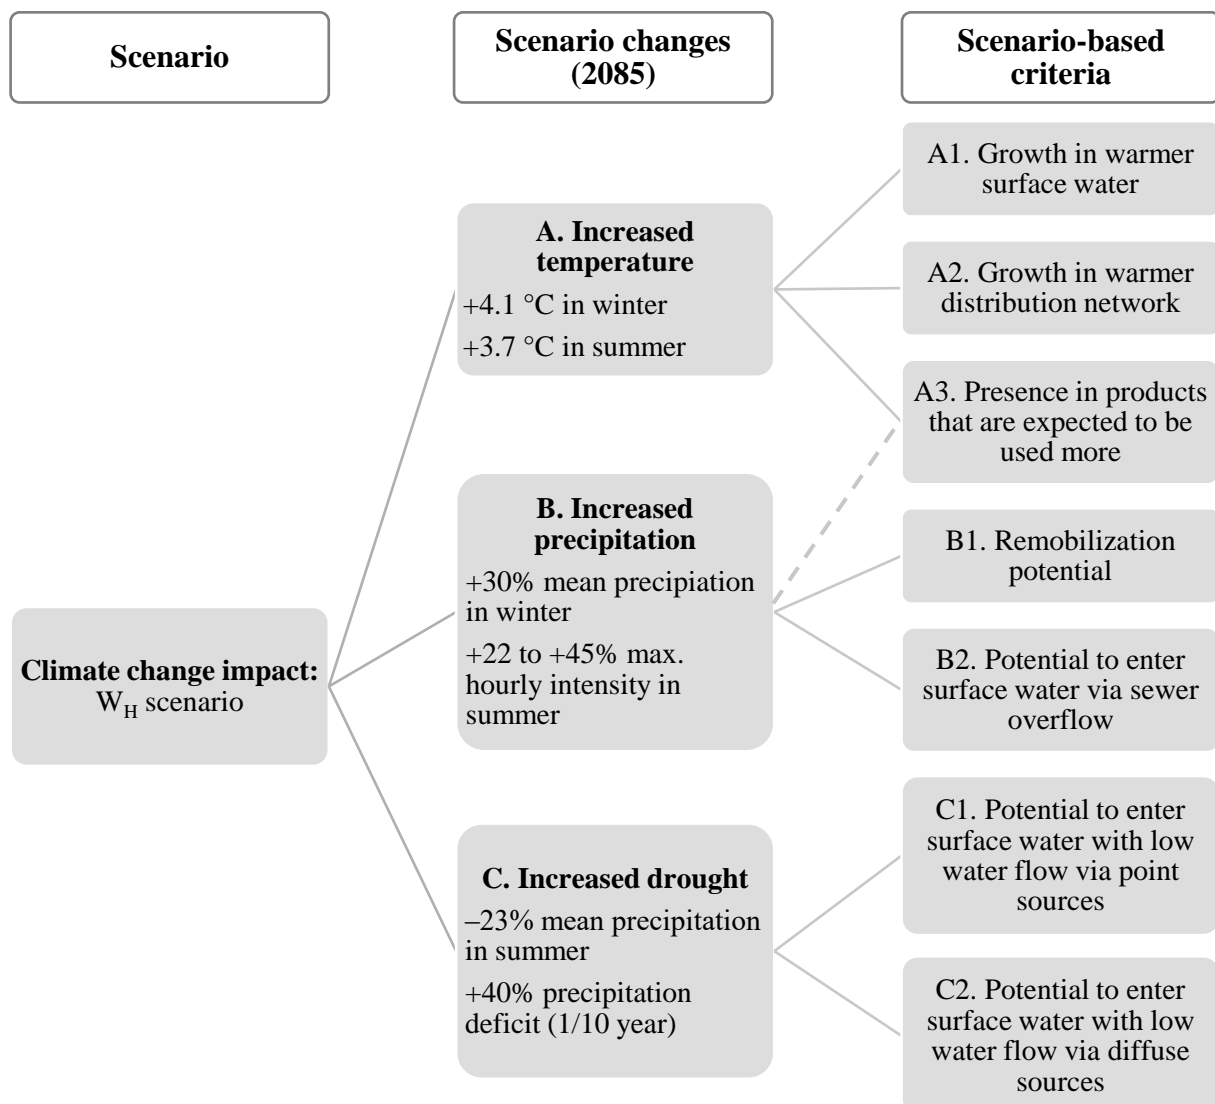 Scenario
Scenario changes
(2085)
Scenario-based
criteria
Climate change impact:
W_H scenario
A. Increased
temperature
+4.1 °C in winter
+3.7 °C in summer
B. Increased
precipitation
+30% mean precipiation
in winter
+22 to +45% max.
hourly intensity in
summer
C. Increased drought
–23% mean precipitation
in summer
+40% precipitation
deficit (1/10 year)
A1. Growth in warmer
surface water
A2. Growth in warmer
distribution network
A3. Presence in products
that are expected to be
used more
B1. Remobilization
potential
B2. Potential to enter
surface water via sewer
overflow
C1. Potential to enter
surface water with low
water flow via point
sources
C2. Potential to enter
surface water with low
water flow via diffuse
sources